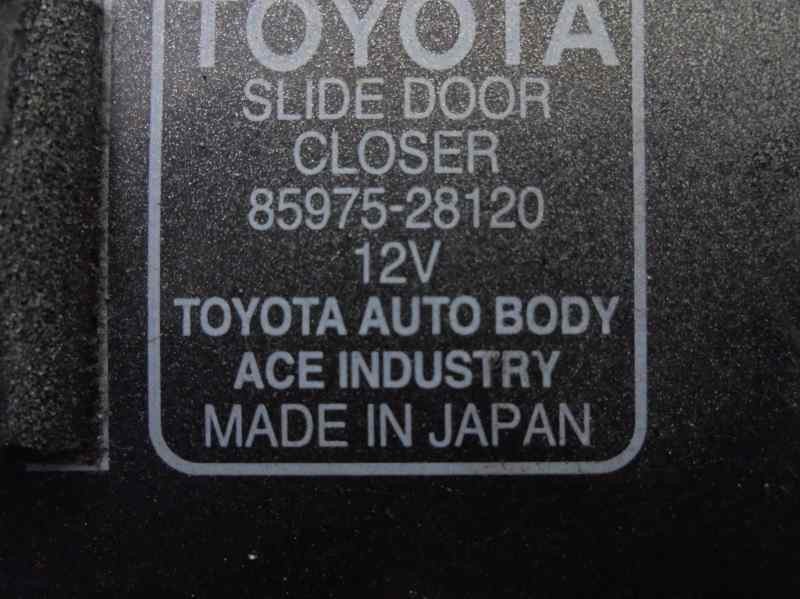 TOYOTA
SLIDE DOOR
CLOSER
85975-28120
12V
TOYOTA AUTO BODY
ACE INDUSTRY
MADE IN JAPAN